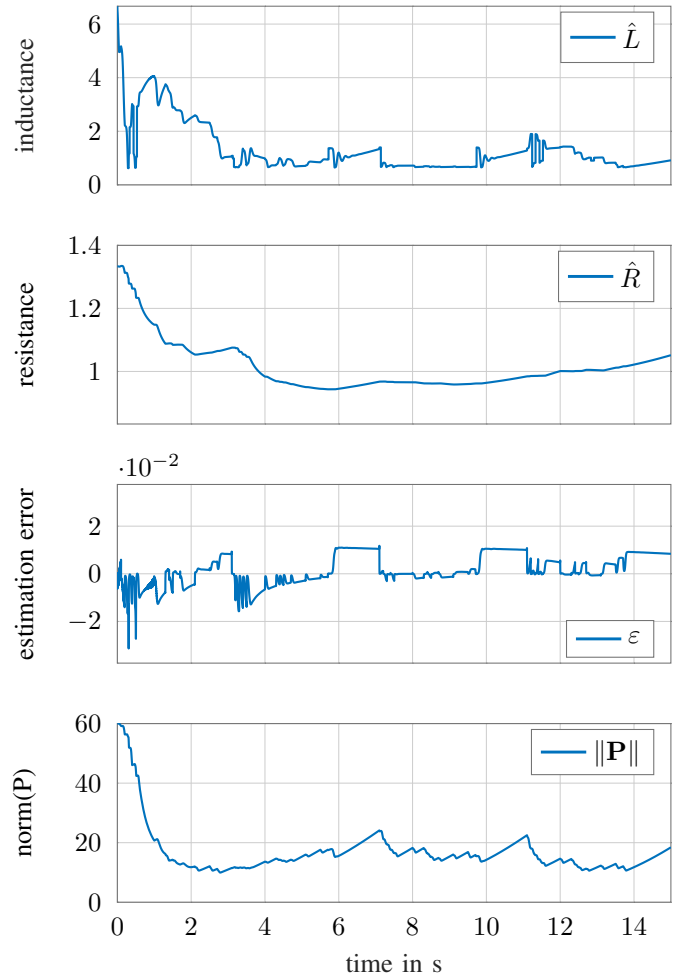 6
4
2
0
inductance
L̂
1.4
1.2
1
resistance
R̂
·10⁻²
2
0
−2
estimation error
ε
60
40
20
0
norm(P)
‖P‖
0 2 4 6 8 10 12 14
time in s